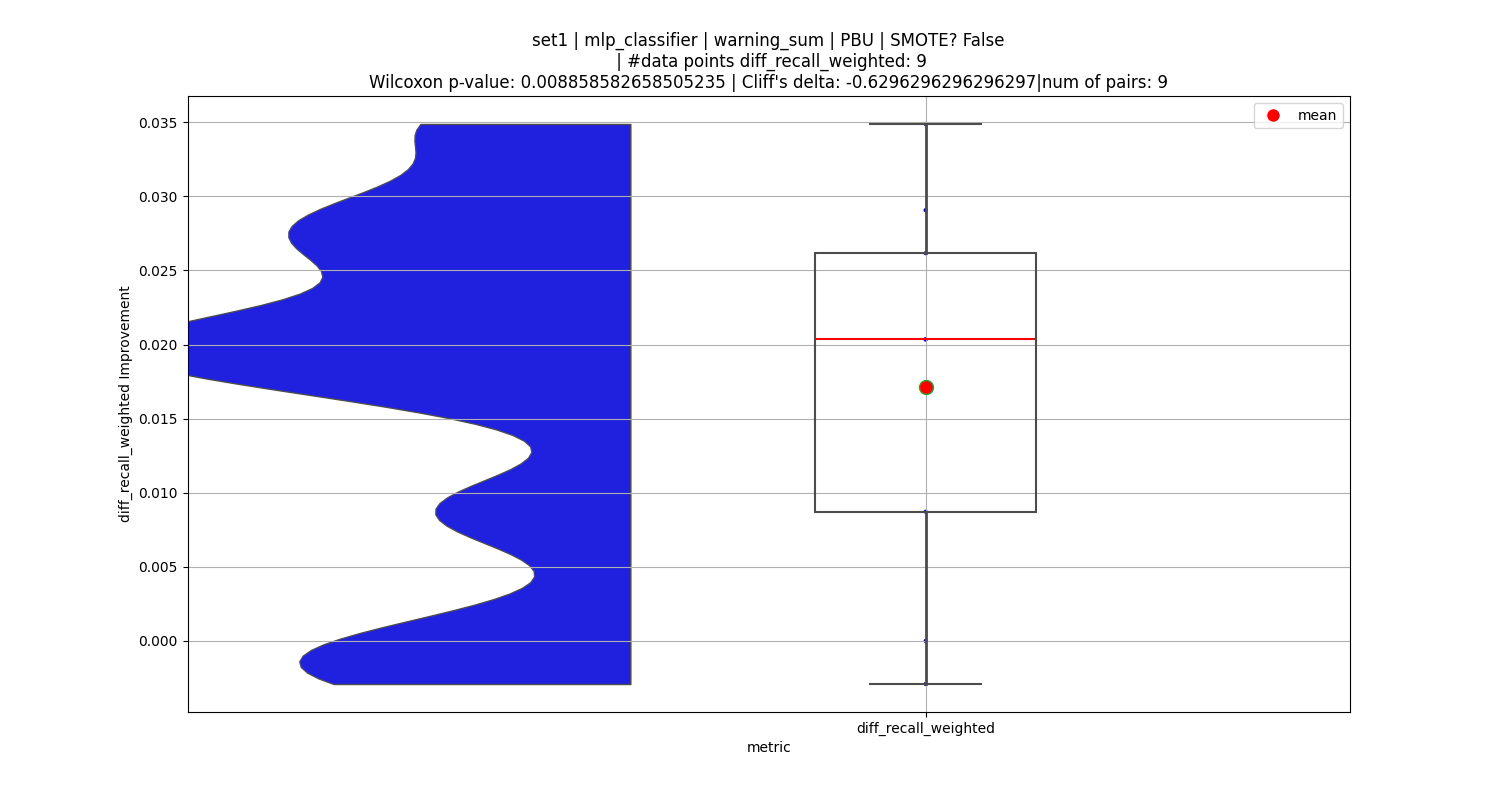 set1 | mlp_classifier | warning_sum | PBU | SMOTE? False
| #data points diff_recall_weighted: 9
Wilcoxon p-value: 0.008858582658505235 | Cliff's delta: -0.6296296296296297|num of pairs: 9
mean
0.035
0.030
0.025
0.020
0.015
0.010
0.005
0.000
diff_recall_weighted Improvement
diff_recall_weighted
metric